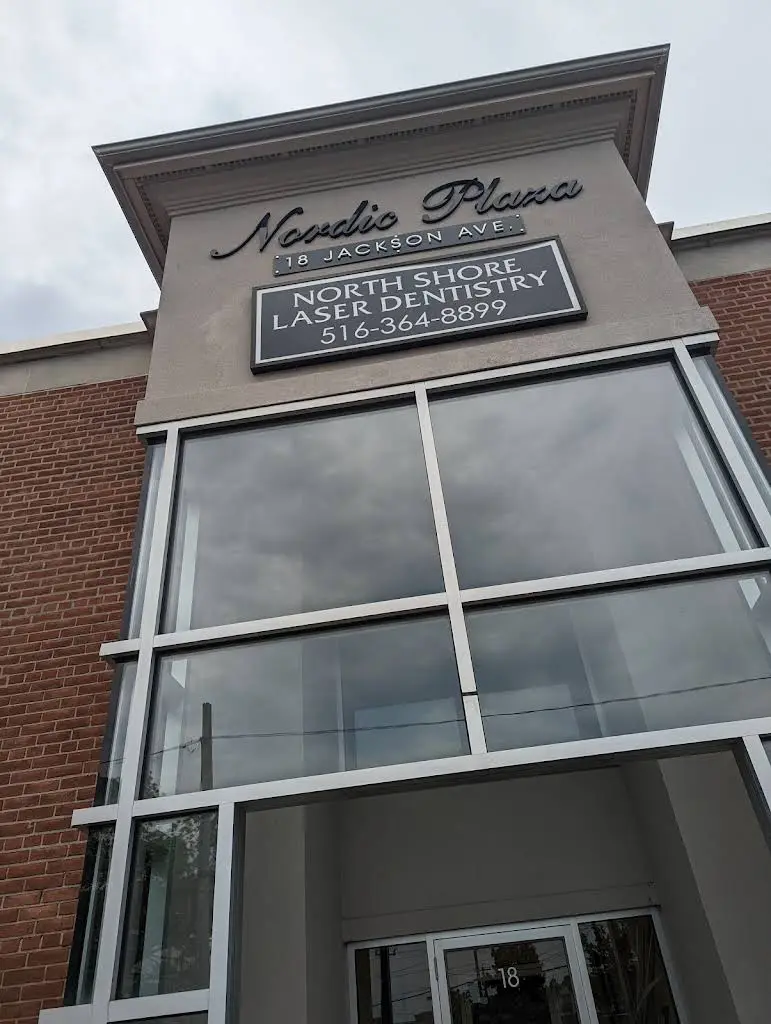 Nordic Plaza
18 JACKSON AVE.
NORTH SHORE
LASER DENTISTRY
516-364-8899
18